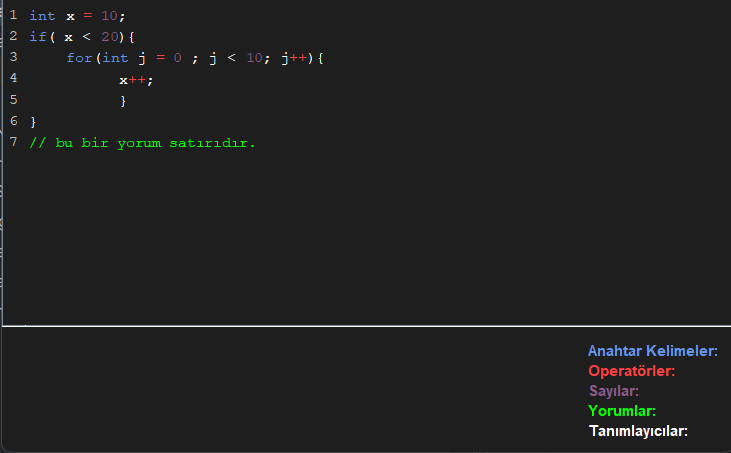 1 int x = 10;
2 if( x < 20){
3 for(int j = 0 ; j < 10; j++){
4 x++;
5 }
6 }
7 // bu bir yorum satırıdır.
Anahtar Kelimeler:
Operatörler:
Sayılar:
Yorumlar:
Tanımlayıcılar: